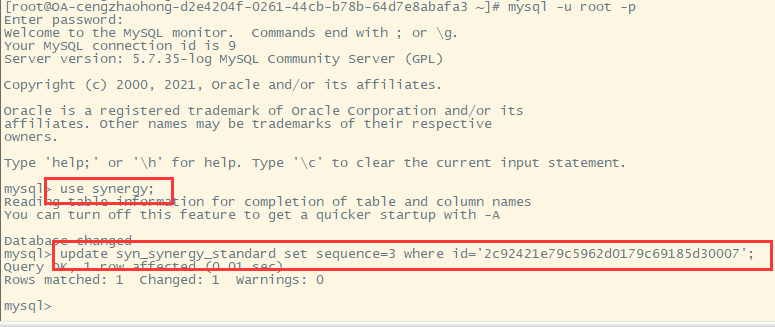 [root@OA-cengzhaohong-d2e4204f-0261-44cb-b78b-64d7e8abafa3 ~]# mysql -u root -p
Enter password:
Welcome to the MySQL monitor.  Commands end with ; or \g.
Your MySQL connection id is 9
Server version: 5.7.35-log MySQL Community Server (GPL)
Copyright (c) 2000, 2021, Oracle and/or its affiliates.
Oracle is a registered trademark of Oracle Corporation and/or its
affiliates. Other names may be trademarks of their respective
owners.
Type 'help;' or '\h' for help. Type '\c' to clear the current input statement.
mysql> use synergy;
Reading table information for completion of table and column names
You can turn off this feature to get a quicker startup with -A
Database changed
mysql> update syn_synergy_standard set sequence=3 where id='2c92421e79c5962d0179c69185d30007';
Query OK, 1 row affected (0.01 sec)
Rows matched: 1  Changed: 1  Warnings: 0
mysql>